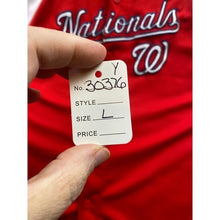 Nationals
W
Y
No. 30376
STYLE
SIZE L
PRICE